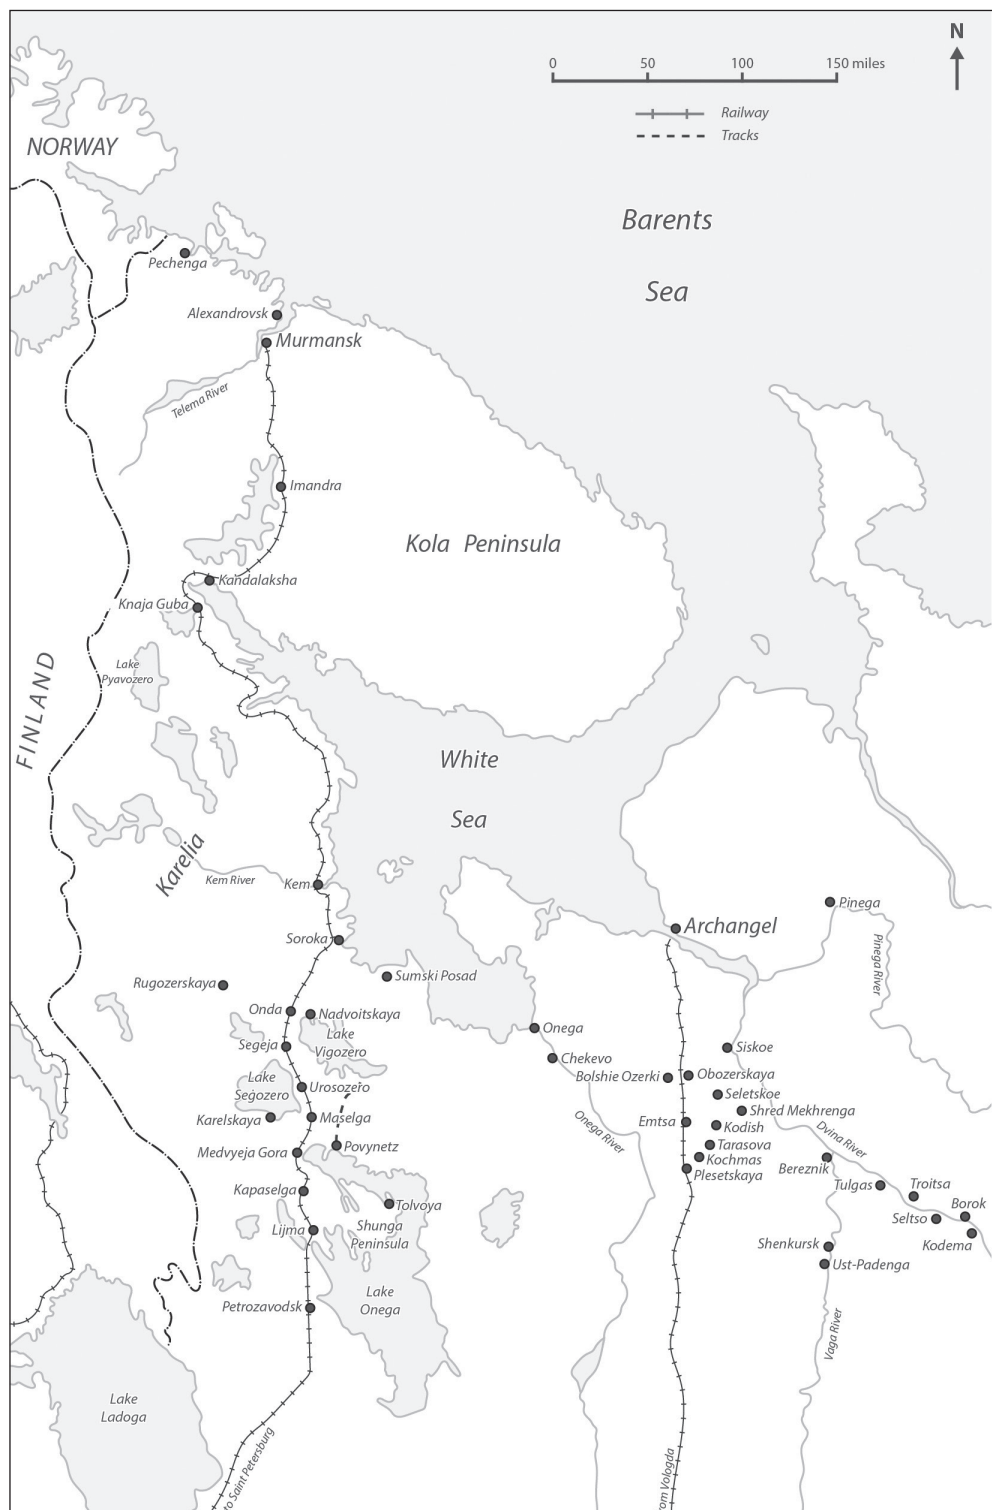 N
0 50 100 150 miles
Railway
Tracks
NORWAY
Barents
Sea
Pechenga
Alexandrovsk
Murmansk
Telema River
Imandra
Kola Peninsula
Kandalaksha
Knaja Guba
Lake
Pyavozero
FINLAND
White
Sea
Karelia
Kem River
Kem
Pinega
Archangel
Soroka
Pinega River
Sumski Posad
Rugozerskaya
Onda
Nadvoitskaya
Onega
Lake
Vigozero
Segeja
Siskoe
Chekevo
Bolshie Ozerki
Obozerskaya
Lake
Segozero
Urosozero
Seletskoe
Karelskaya
Maselga
Shred Mekhrenga
Emtsa
Kodish
Onega River
Dvina River
Medvyeja Gora
Povynetz
Tarasova
Kochmas
Plesetskaya
Bereznik
Kapaselga
Tolvoya
Tulgas
Troitsa
Borok
Seltso
Kodema
Lijma
Shunga
Peninsula
Shenkursk
Ust-Padenga
Lake
Onega
Petrozavodsk
Vaga River
Lake
Ladoga
to Saint Petersburg
om Vologda